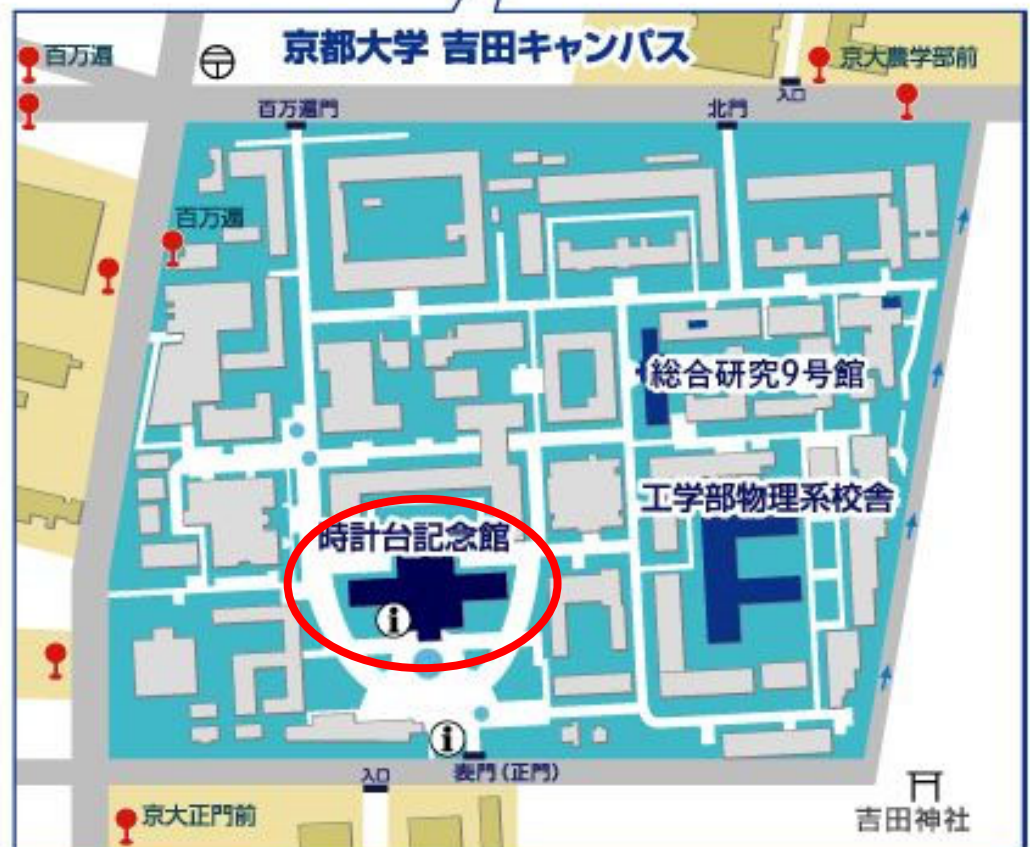 京都大学 吉田キャンパス
百万遍
京大農学部前
入口
百万遍門
北門
百万遍
総合研究9号館
工学部物理系校舎
時計台記念館
i
i
表門(正門)
入口
京大正門前
吉田神社